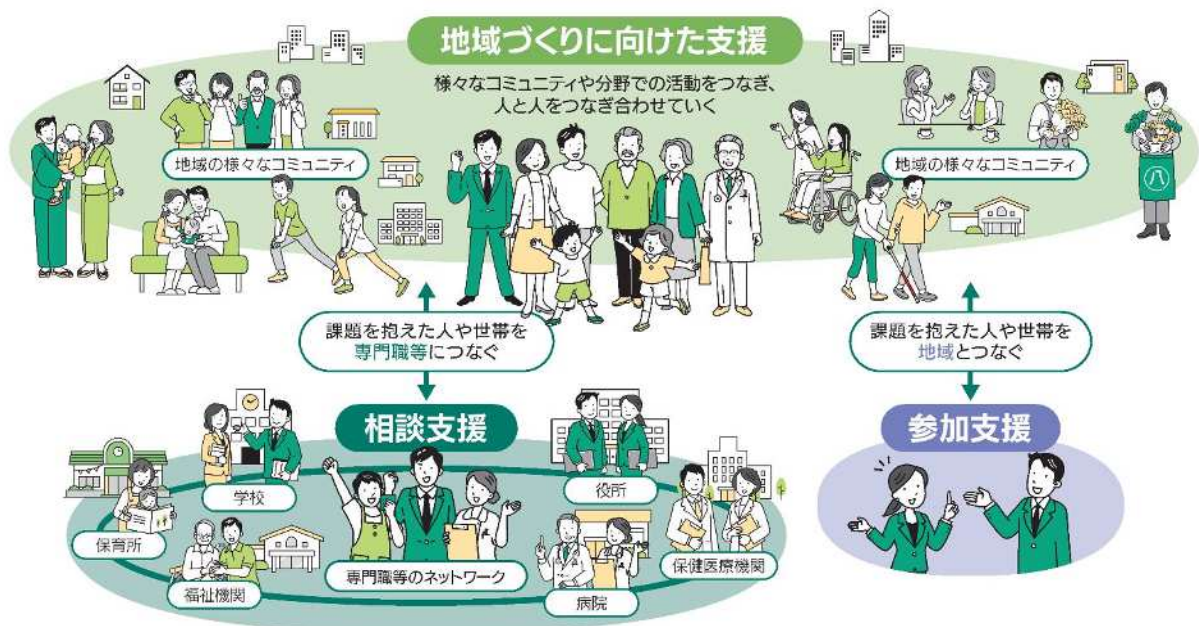 地域づくりに向けた支援
様々なコミュニティや分野での活動をつなぎ、
人と人をつなぎ合わせていく
地域の様々なコミュニティ
地域の様々なコミュニティ
八
課題を抱えた人や世帯を
専門職等につなぐ
課題を抱えた人や世帯を
地域とつなぐ
相談支援
参加支援
学校
役所
保育所
福祉機関
専門職等のネットワーク
病院
保健医療機関